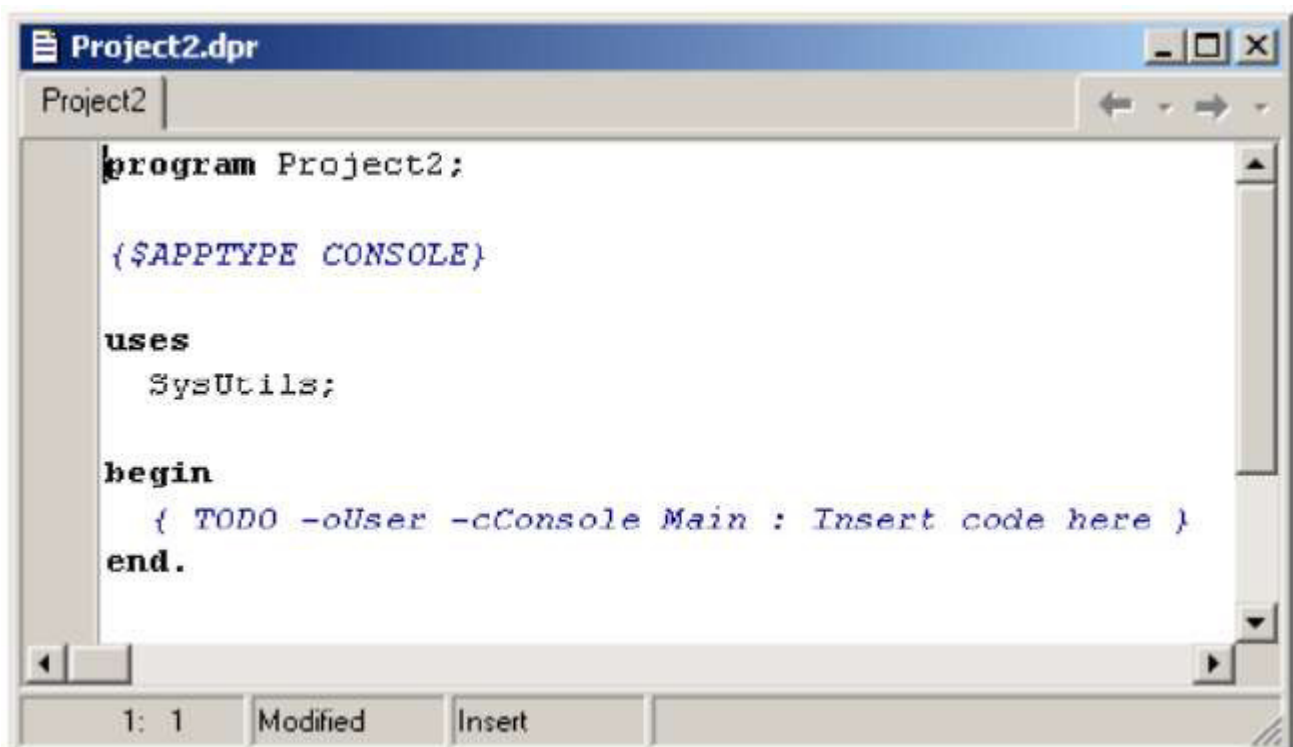 Project2.dpr
Project2
program Project2;
{$APPTYPE CONSOLE}
uses
SysUtils;
begin
{ TODO -oUser -cConsole Main : Insert code here }
end.
1: 1 Modified Insert